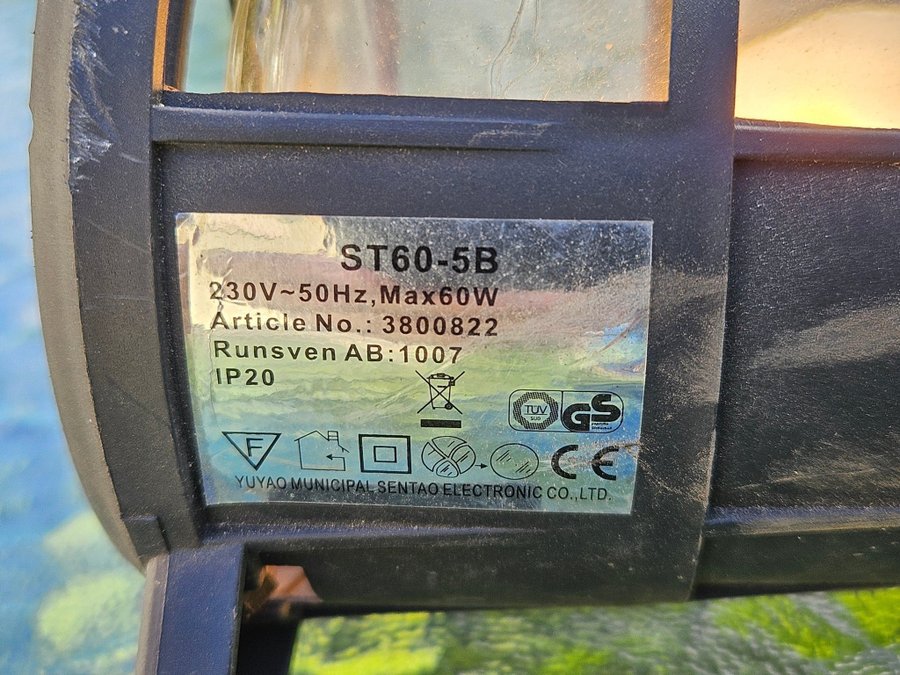 ST60-5B
230V~50Hz,Max60W
Article No.: 3800822
Runsven AB:1007
IP20
TÜV
SÜD
GS
F
CE
YUYAO MUNICIPAL SENTAO ELECTRONIC CO.,LTD.